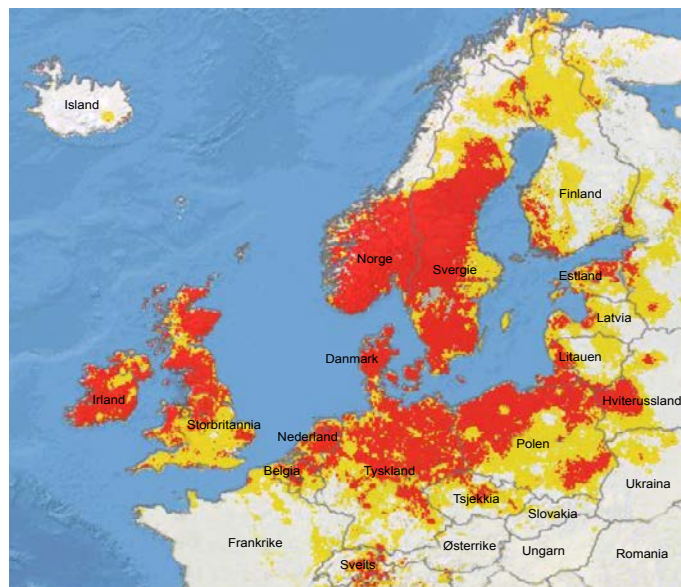 Island
Finland
Norge
Svergie
Estland
Latvia
Danmark
Litauen
Irland
Hviterussland
Storbritannia
Nederland
Polen
Belgia
Tyskland
Ukraina
Tsjekkia
Slovakia
Frankrike
Østerrike
Ungarn
Romania
Sveits